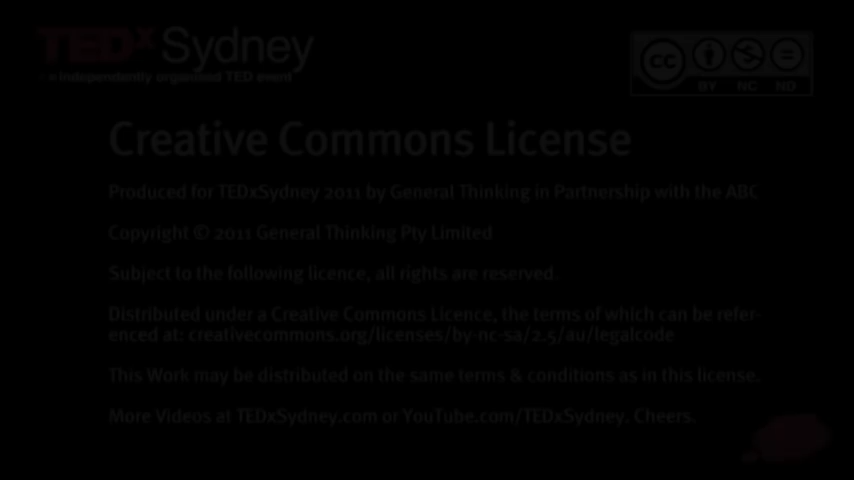 TEDxSydney
x = independently organised TED event
cc BY NC ND
Creative Commons License
Produced for TEDxSydney 2011 by General Thinking in Partnership with the ABC
Copyright © 2011 General Thinking Pty Limited
Subject to the following licence, all rights are reserved
Distributed under a Creative Commons Licence, the terms of which can be refer-
enced at: creativecommons.org/licenses/by-nc-sa/2.5/au/legalcode
This Work may be distributed on the same terms & conditions as in this license.
More Videos at TEDxSydney.com or YouTube.com/TEDxSydney. Cheers.